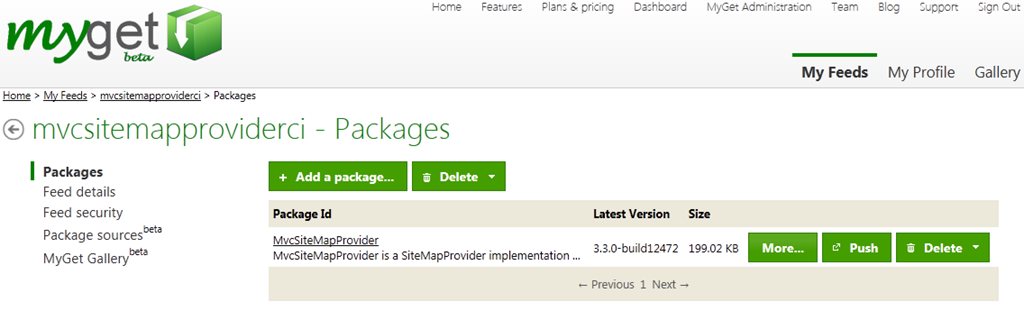 Home Features Plans & pricing Dashboard MyGet Administration Team Blog Support Sign Out
myget
beta
My Feeds My Profile Gallery
Home > My Feeds > mvcsitemapproviderci > Packages
mvcsitemapproviderci - Packages
Packages
Feed details
Feed security
Package sources beta
MyGet Gallery beta
+ Add a package... Delete
Package Id Latest Version Size
MvcSiteMapProvider
MvcSiteMapProvider is a SiteMapProvider implementation ... 3.3.0-build12472 199.02 KB More... Push Delete
← Previous 1 Next →